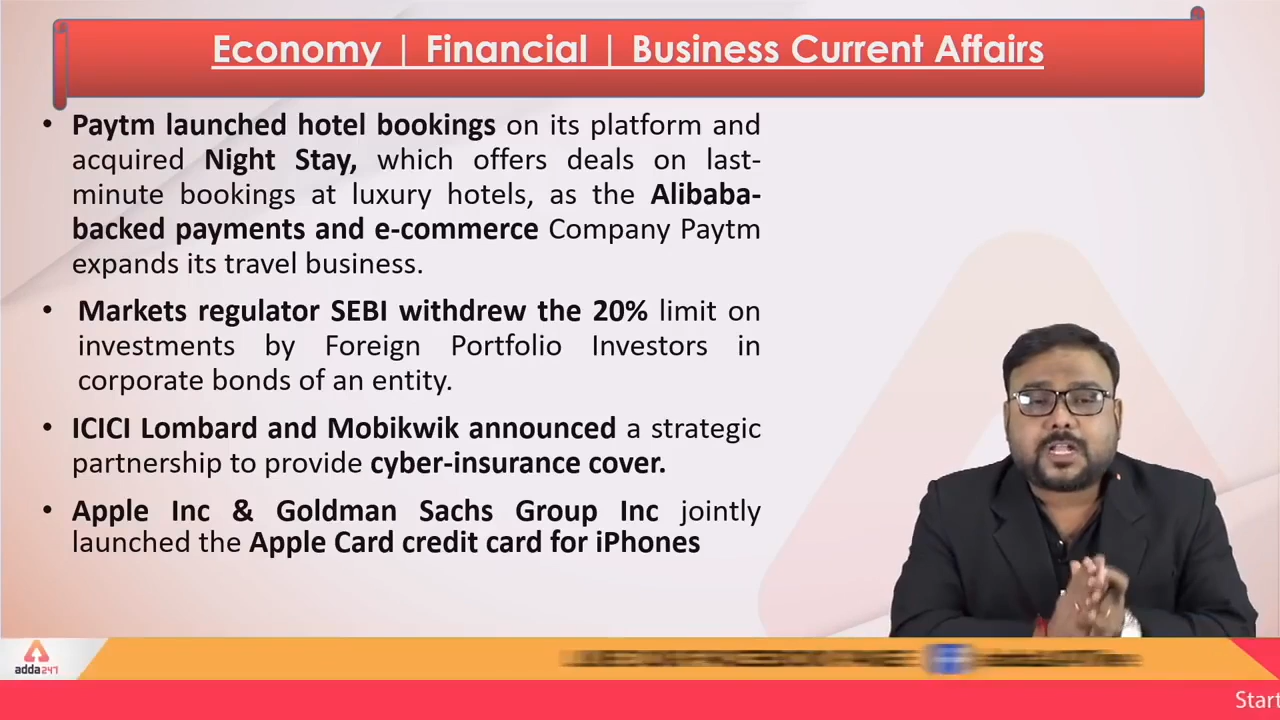 Economy | Financial | Business Current Affairs
• Paytm launched hotel bookings on its platform and
acquired Night Stay, which offers deals on last-
minute bookings at luxury hotels, as the Alibaba-
backed payments and e-commerce Company Paytm
expands its travel business.
• Markets regulator SEBI withdrew the 20% limit on
investments by Foreign Portfolio Investors in
corporate bonds of an entity.
• ICICI Lombard and Mobikwik announced a strategic
partnership to provide cyber-insurance cover.
• Apple Inc & Goldman Sachs Group Inc jointly
launched the Apple Card credit card for iPhones
adda247
Start